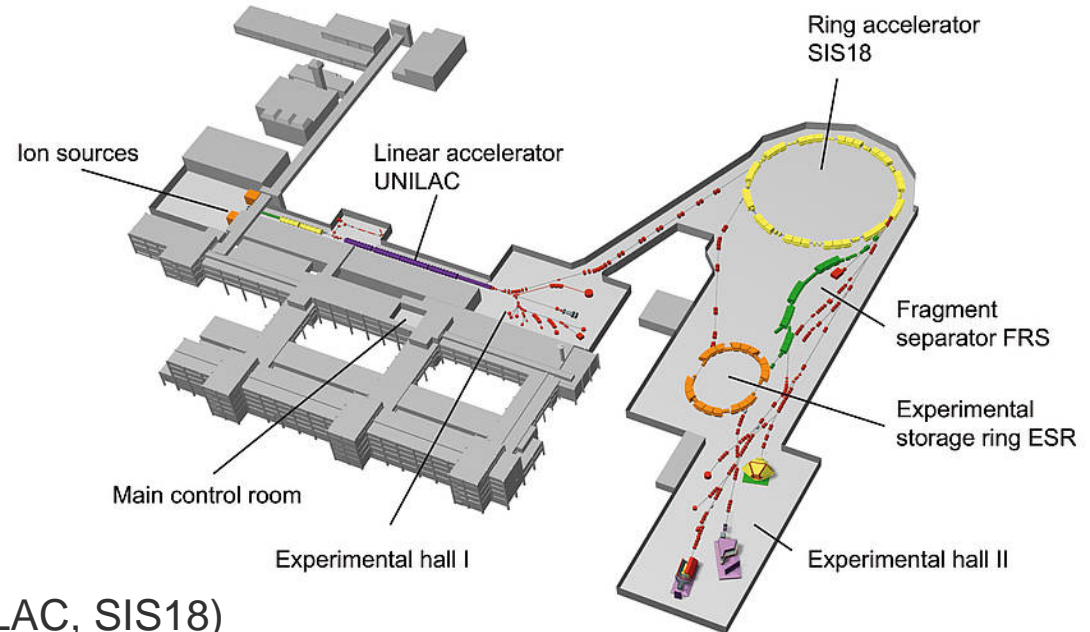 Ring accelerator
SIS18
Ion sources
Linear accelerator
UNILAC
Fragment
separator FRS
Experimental
storage ring ESR
Main control room
Experimental hall I
Experimental hall II
LAC, SIS18)